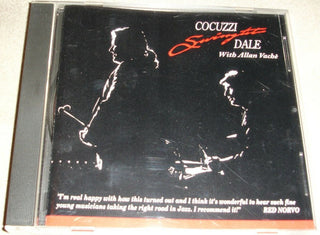 COCUZZI
Swingtet
DALE
With Allan Vaché
"I'm real happy with how this turned out and I think it's wonderful to hear such fine
young musicians taking the right road in Jazz. I recommend it!" RED NORVO